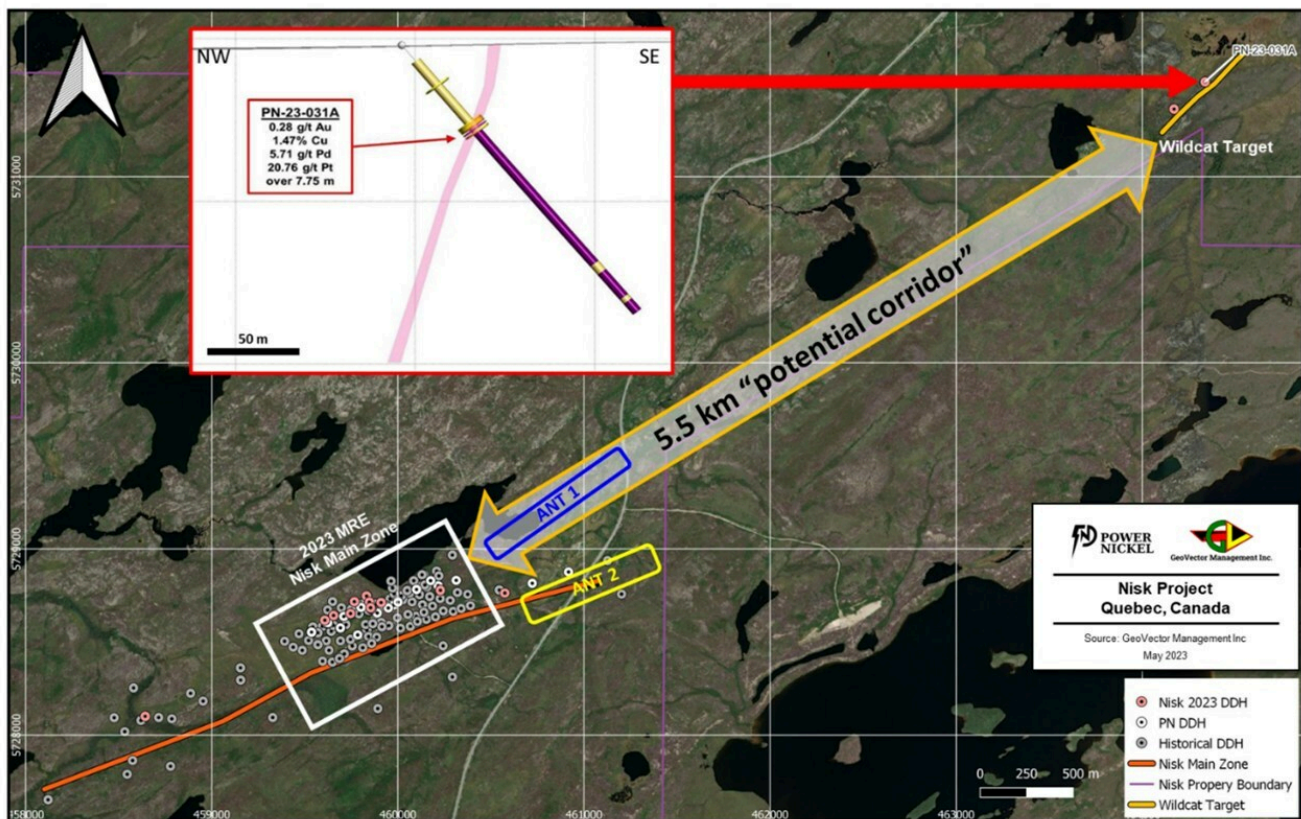 NW
SE
PN-23-031A
0.28 g/t Au
1.47% Cu
5.71 g/t Pd
20.76 g/t Pt
over 7.75 m
50 m
PN-23-031A
Wildcat Target
5.5 km “potential corridor”
ANT 1
ANT 2
2023 MRE
Nisk Main Zone
5731000
5730000
5729000
5728000
458000
459000
460000
461000
462000
463000
POWER
NICKEL
GeoVector Management Inc.
Nisk Project
Quebec, Canada
Source: GeoVector Management Inc
May 2023
Nisk 2023 DDH
PN DDH
Historical DDH
Nisk Main Zone
Nisk Propery Boundary
Wildcat Target
0 250 500 m